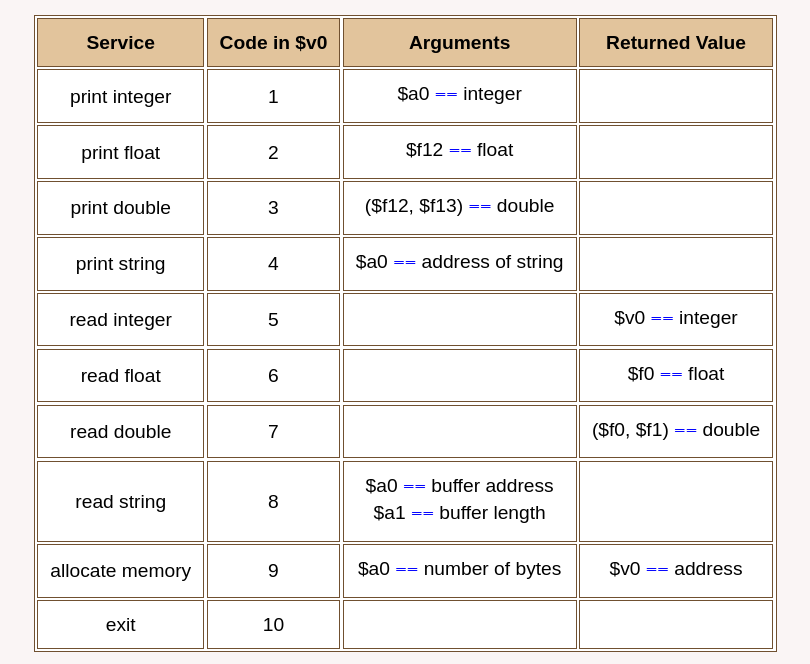 Service Code in $v0 Arguments Returned Value
print integer 1 $a0 == integer
print float 2 $f12 == float
print double 3 ($f12, $f13) == double
print string 4 $a0 == address of string
read integer 5 $v0 == integer
read float 6 $f0 == float
read double 7 ($f0, $f1) == double
read string 8 $a0 == buffer address
$a1 == buffer length
allocate memory 9 $a0 == number of bytes $v0 == address
exit 10